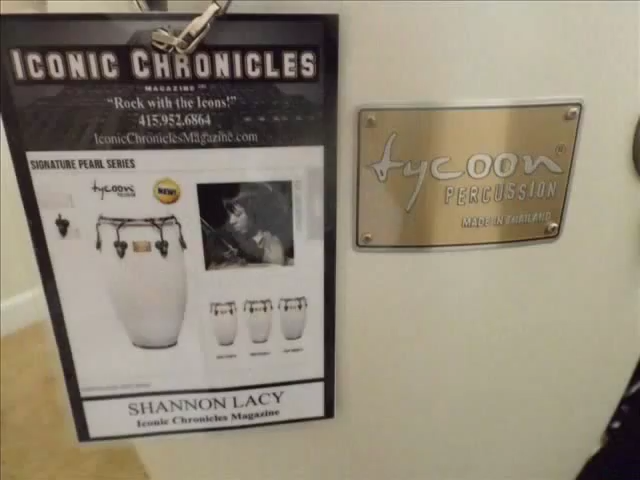 ICONIC CHRONICLES
MAGAZINE
"Rock with the Icons!"
415.952.6864
IconicChroniclesMagazine.com
SIGNATURE PEARL SERIES
tycoon
NEW!
SHANNON LACY
Iconic Chronicles Magazine
tycoon®
PERCUSSION
MADE IN THAILAND